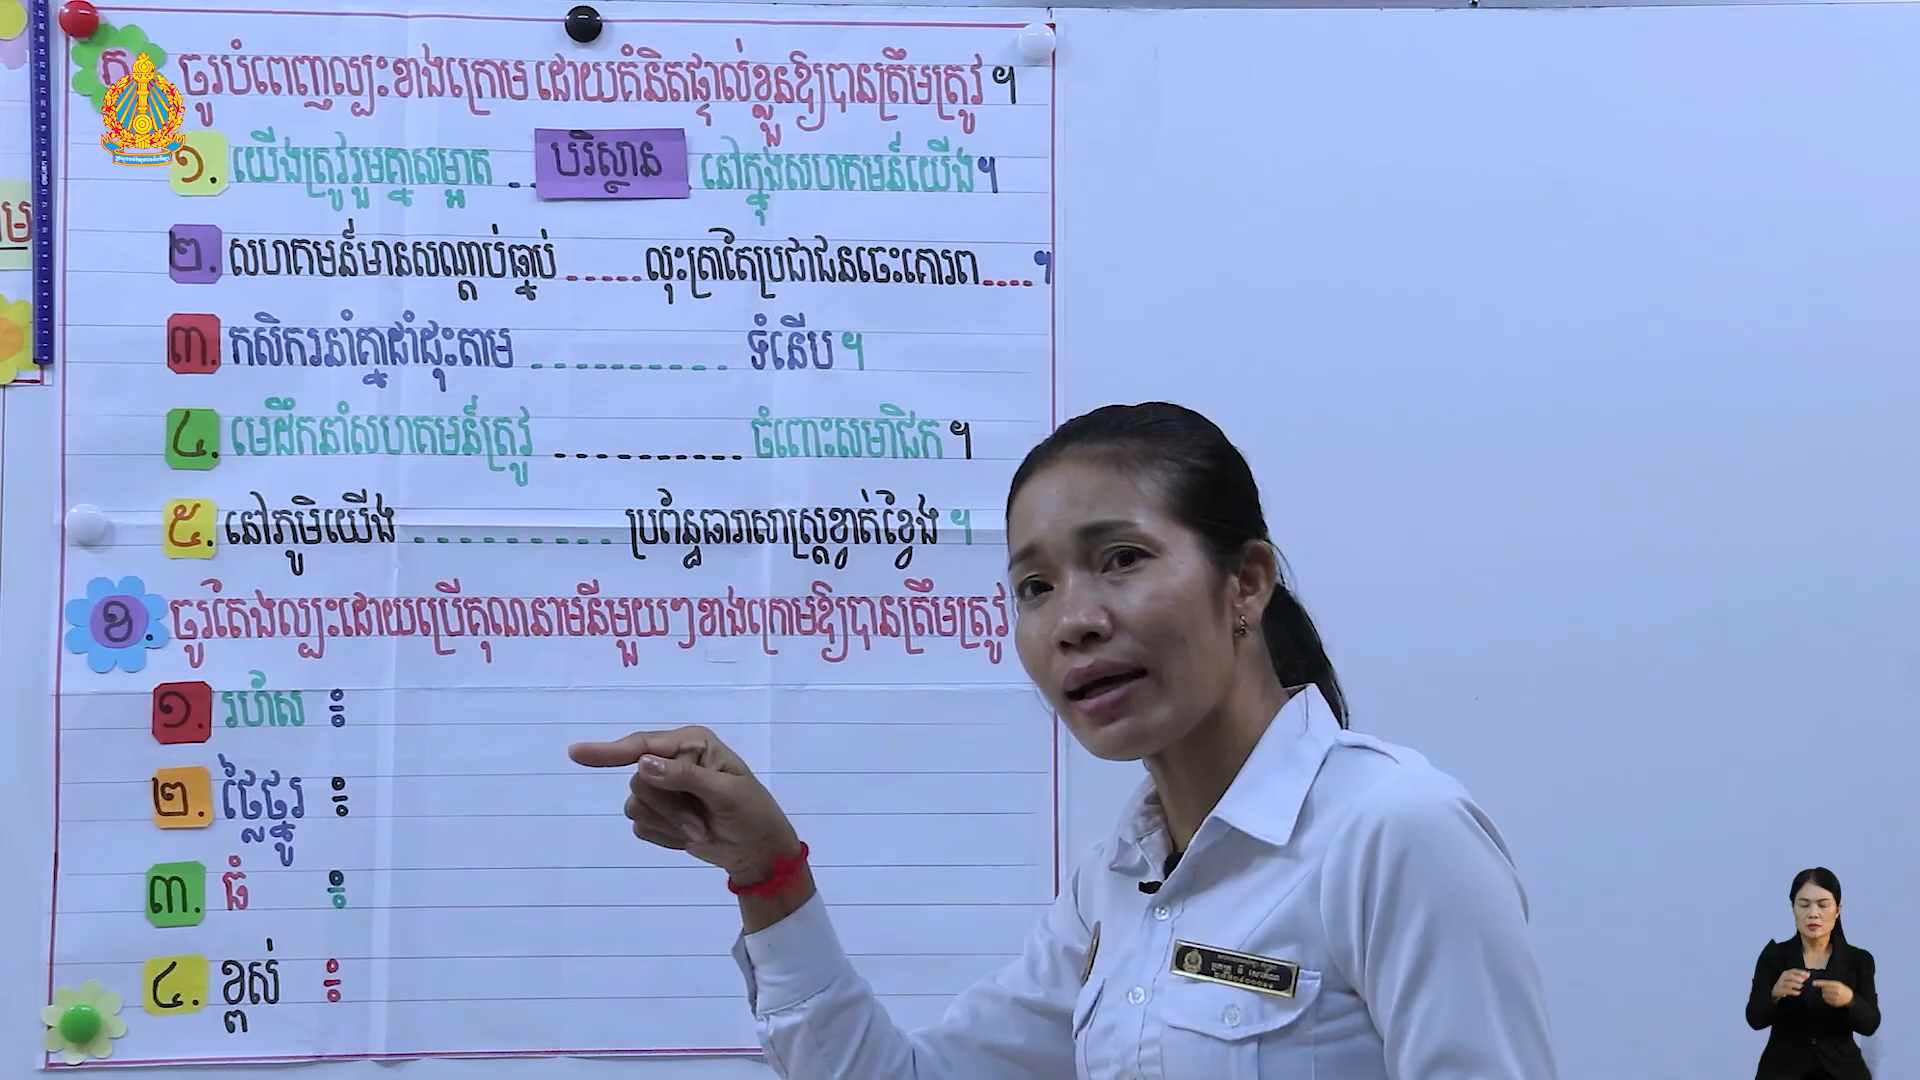 ក. ចូរបំពេញល្បះខាងក្រោម ដោយគំនិតផ្ទាល់ខ្លួនឱ្យបានត្រឹមត្រូវ ។
១. យើងត្រូវរួមគ្នាសម្អាត .. បរិស្ថាន . នៅក្នុងសហគមន៍យើង ។
២. សហគមន៍មានសណ្ដាប់ធ្នាប់ ...... លុះត្រាតែប្រជាជនចេះគោរព .... ។
៣. កសិករនាំគ្នាដាំដុះតាម .......... ទំនើប ។
៤. មេដឹកនាំសហគមន៍ត្រូវ .......... ចំពោះសមាជិក ។
៥. នៅភូមិយើង .......... ប្រព័ន្ធធារាសាស្ត្រខ្វាត់ខ្វែង ។
ខ. ចូរតែងល្បះដោយប្រើគុណនាមនីមួយៗខាងក្រោមឱ្យបានត្រឹមត្រូវ
១. រហ័ស ៖
២. ថ្លៃថ្នូរ ៖
៣. ធំ ៖
៤. ខ្ពស់ ៖